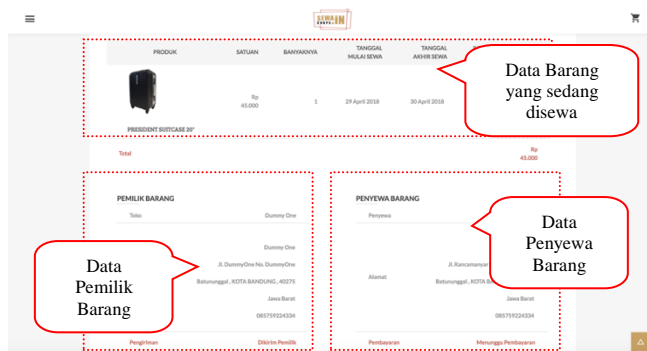 SEWAIN
PRODUK SATUAN BANYAKNYA TANGGAL MULAI SEWA TANGGAL AKHIR SEWA
Rp
45.000 1 29 April 2018 30 April 2018
PRESIDENT SUITCASE 20"
Data Barang
yang sedang
disewa
Total Rp
45.000
PEMILIK BARANG
Toko Dummy One
Dummy One
Jl. DummyOne No. DummyOne
Batununggal , KOTA BANDUNG , 40275
Jawa Barat
085759224334
Pengiriman Dikirim Pemilik
Data
Pemilik
Barang
PENYEWA BARANG
Penyewa
Alamat
Jl. Rancamanyar
Batununggal , KOTA
Jawa Barat
085759224334
Pembayaran Menunggu Pembayaran
Data
Penyewa
Barang